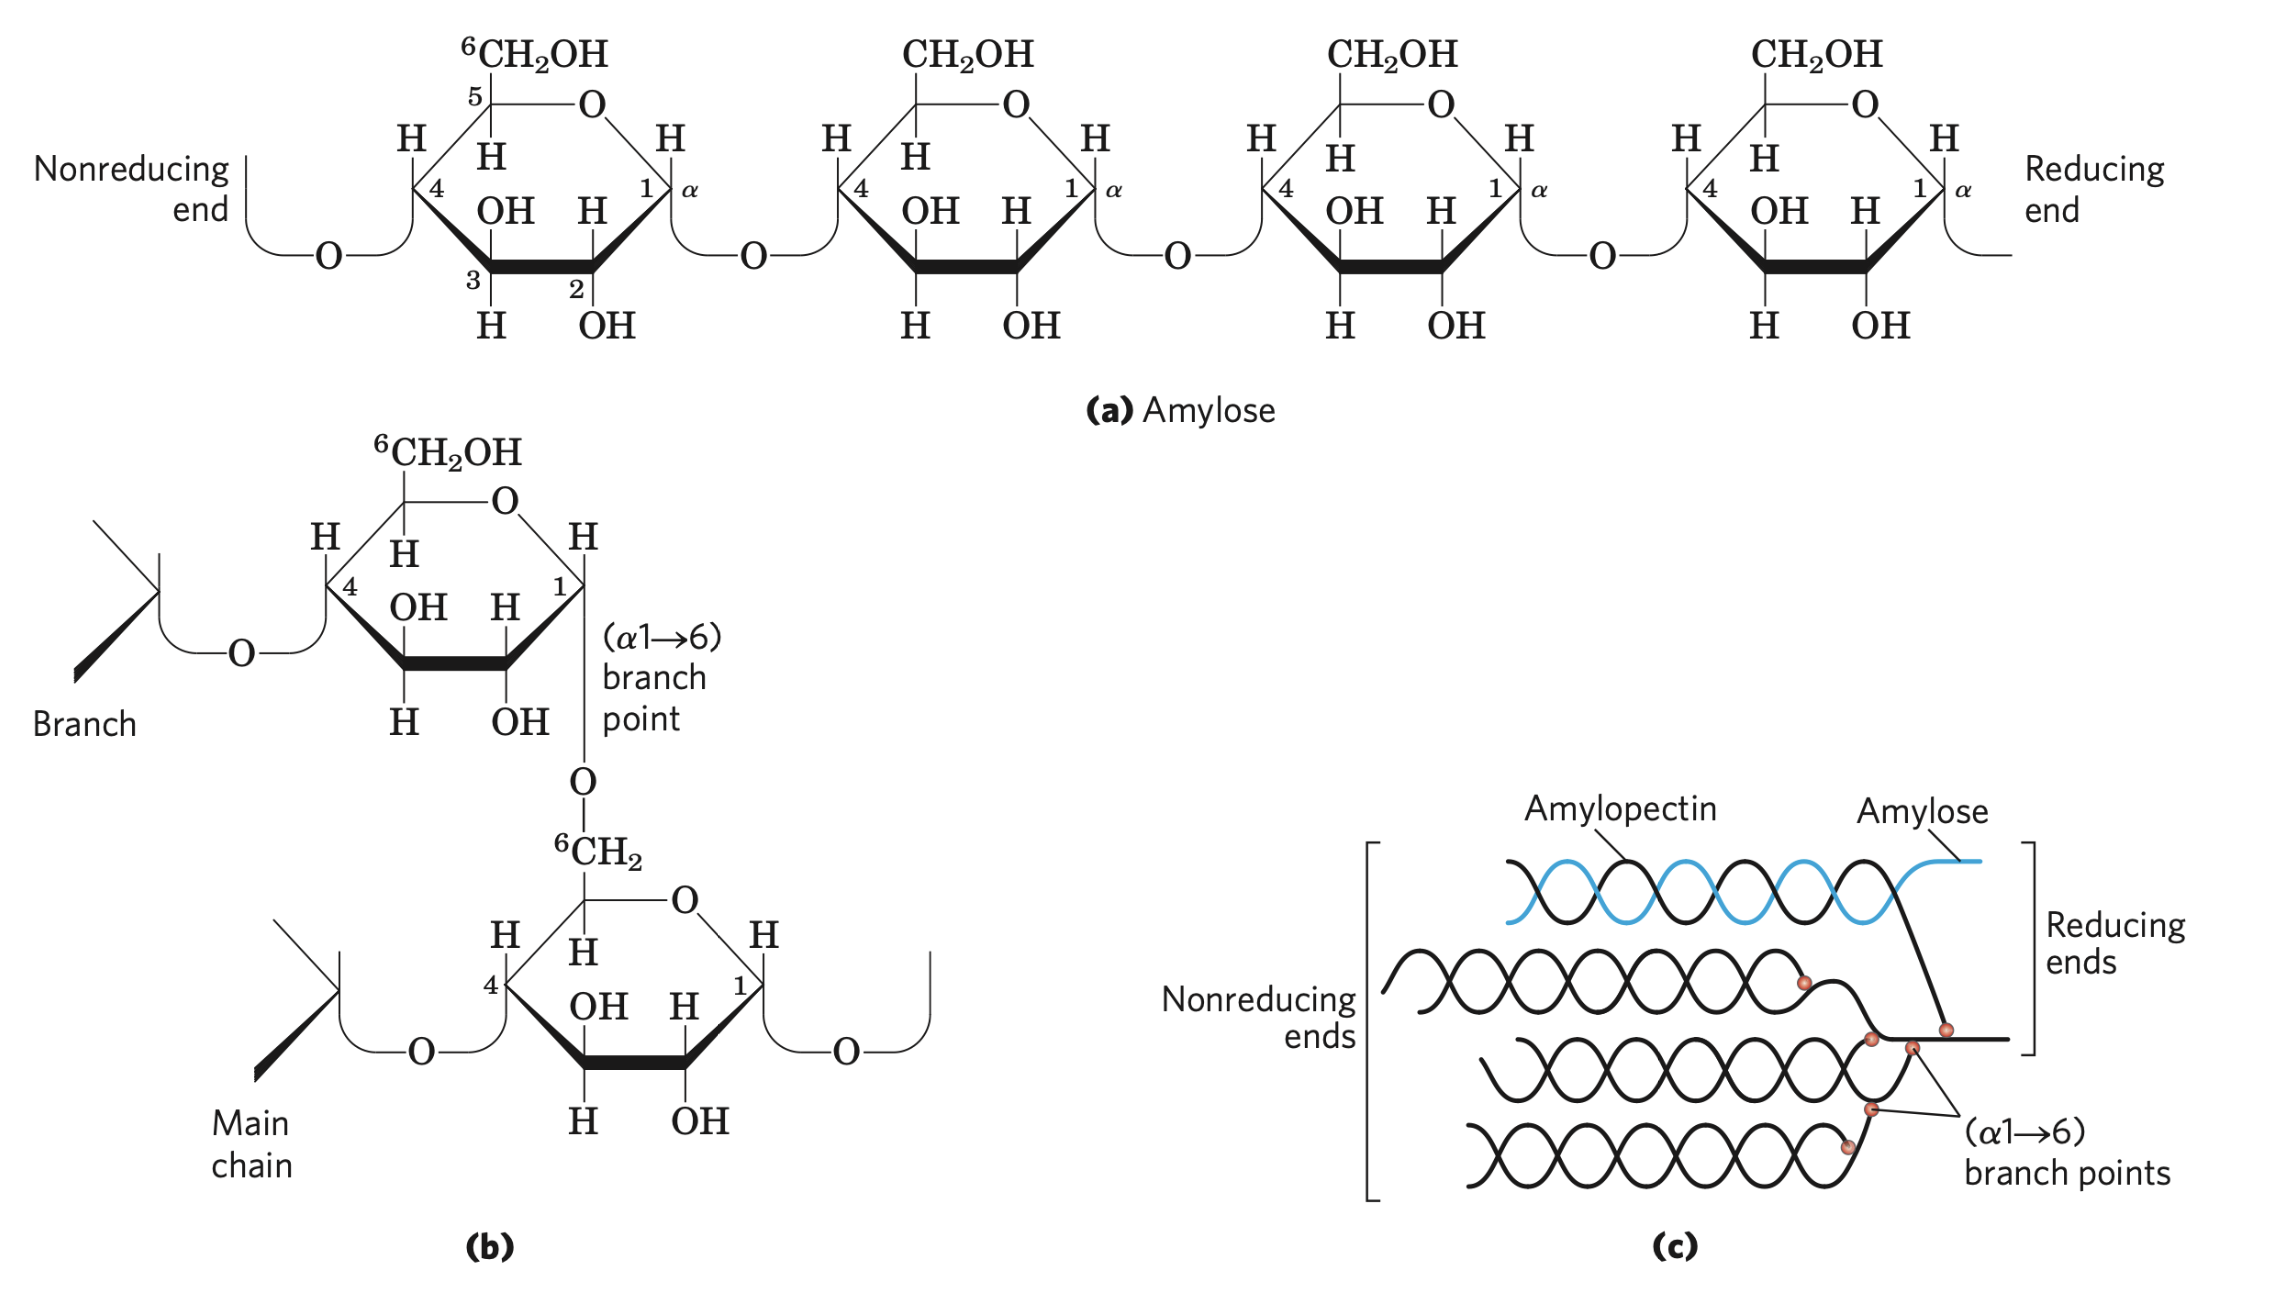 ⁶CH₂OH CH₂OH CH₂OH CH₂OH
5 O O O O
H H H H H H H H
H H H H
Nonreducing
end
4 1 α 4 1 α 4 1 α 4 1 α
Reducing
end
OH H OH H OH H OH H
O O O O
3 2
H OH H OH H OH H OH
(a) Amylose
⁶CH₂OH
O
H H
H
4 1
OH H
(α1→6)
branch
point
O
H OH
Branch
O
⁶CH₂
O
H H
H
4 1
OH H
O O
H OH
Main
chain
(b)
Amylopectin
Amylose
Nonreducing
ends
Reducing
ends
(α1→6)
branch points
(c)